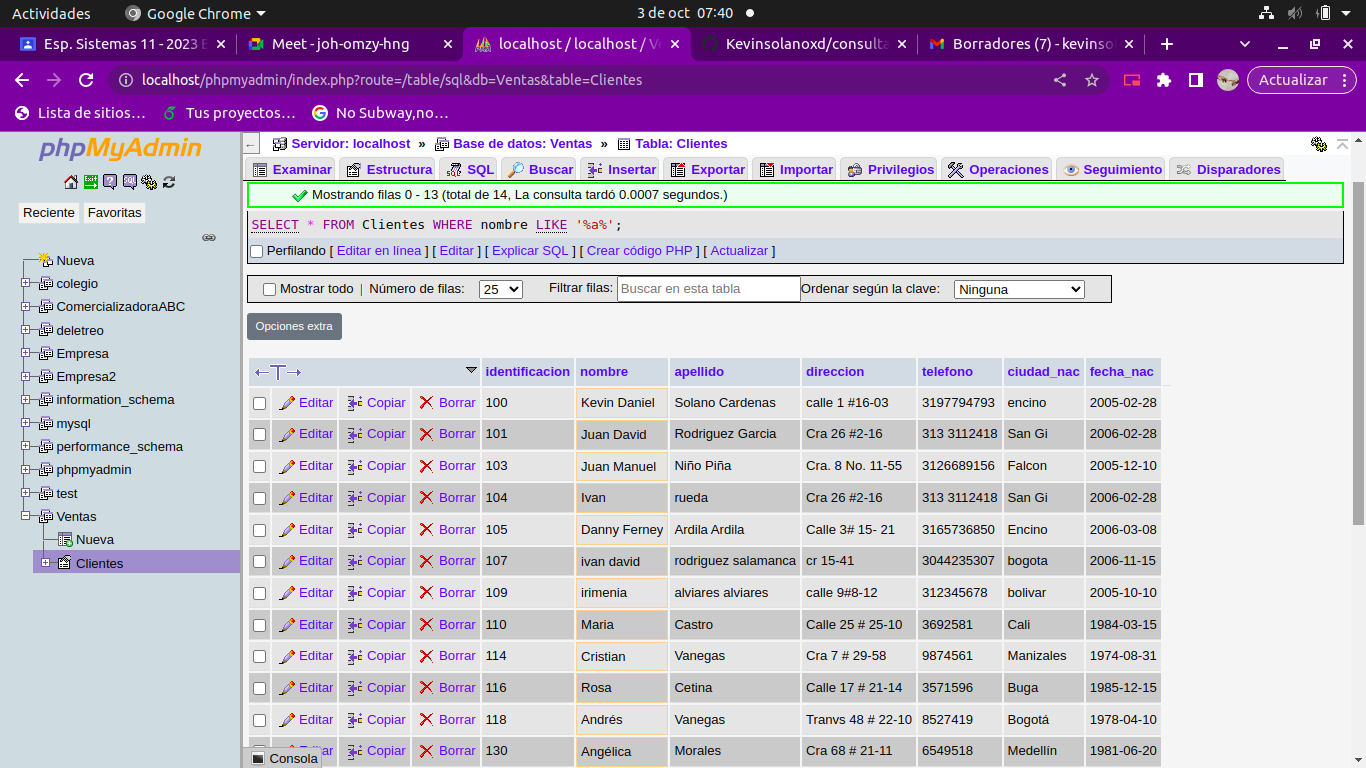 Actividades Google Chrome 3 de oct 07:40
Esp. Sistemas 11 - 2023 E Meet - joh-omzy-hng localhost / localhost / Ve Kevinsolanoxd/consulta Borradores (7) - kevinso
localhost/phpmyadmin/index.php?route=/table/sql&db=Ventas&table=Clientes Actualizar
Lista de sitios… Tus proyectos… No Subway,no…
phpMyAdmin
Reciente Favoritas
Nueva
colegio
ComercializadoraABC
deletreo
Empresa
Empresa2
information_schema
mysql
performance_schema
phpmyadmin
test
Ventas
Nueva
Clientes
Servidor: localhost » Base de datos: Ventas » Tabla: Clientes
Examinar Estructura SQL Buscar Insertar Exportar Importar Privilegios Operaciones Seguimiento Disparadores
Mostrando filas 0 - 13 (total de 14, La consulta tardó 0.0007 segundos.)
SELECT * FROM Clientes WHERE nombre LIKE '%a%';
Perfilando [ Editar en línea ] [ Editar ] [ Explicar SQL ] [ Crear código PHP ] [ Actualizar ]
Mostrar todo | Número de filas: 25 Filtrar filas: Buscar en esta tabla Ordenar según la clave: Ninguna
Opciones extra
identificacion nombre apellido direccion telefono ciudad_nac fecha_nac
Editar Copiar Borrar 100 Kevin Daniel Solano Cardenas calle 1 #16-03 3197794793 encino 2005-02-28
Editar Copiar Borrar 101 Juan David Rodriguez Garcia Cra 26 #2-16 313 3112418 San Gi 2006-02-28
Editar Copiar Borrar 103 Juan Manuel Niño Piña Cra. 8 No. 11-55 3126689156 Falcon 2005-12-10
Editar Copiar Borrar 104 Ivan rueda Cra 26 #2-16 313 3112418 San Gi 2006-02-28
Editar Copiar Borrar 105 Danny Ferney Ardila Ardila Calle 3# 15- 21 3165736850 Encino 2006-03-08
Editar Copiar Borrar 107 ivan david rodriguez salamanca cr 15-41 3044235307 bogota 2006-11-15
Editar Copiar Borrar 109 irimenia alviares alviares calle 9#8-12 312345678 bolivar 2005-10-10
Editar Copiar Borrar 110 Maria Castro Calle 25 # 25-10 3692581 Cali 1984-03-15
Editar Copiar Borrar 114 Cristian Vanegas Cra 7 # 29-58 9874561 Manizales 1974-08-31
Editar Copiar Borrar 116 Rosa Cetina Calle 17 # 21-14 3571596 Buga 1985-12-15
Editar Copiar Borrar 118 Andrés Vanegas Tranvs 48 # 22-10 8527419 Bogotá 1978-04-10
Editar Copiar Borrar 130 Angélica Morales Cra 68 # 21-11 6549518 Medellín 1981-06-20
Consola